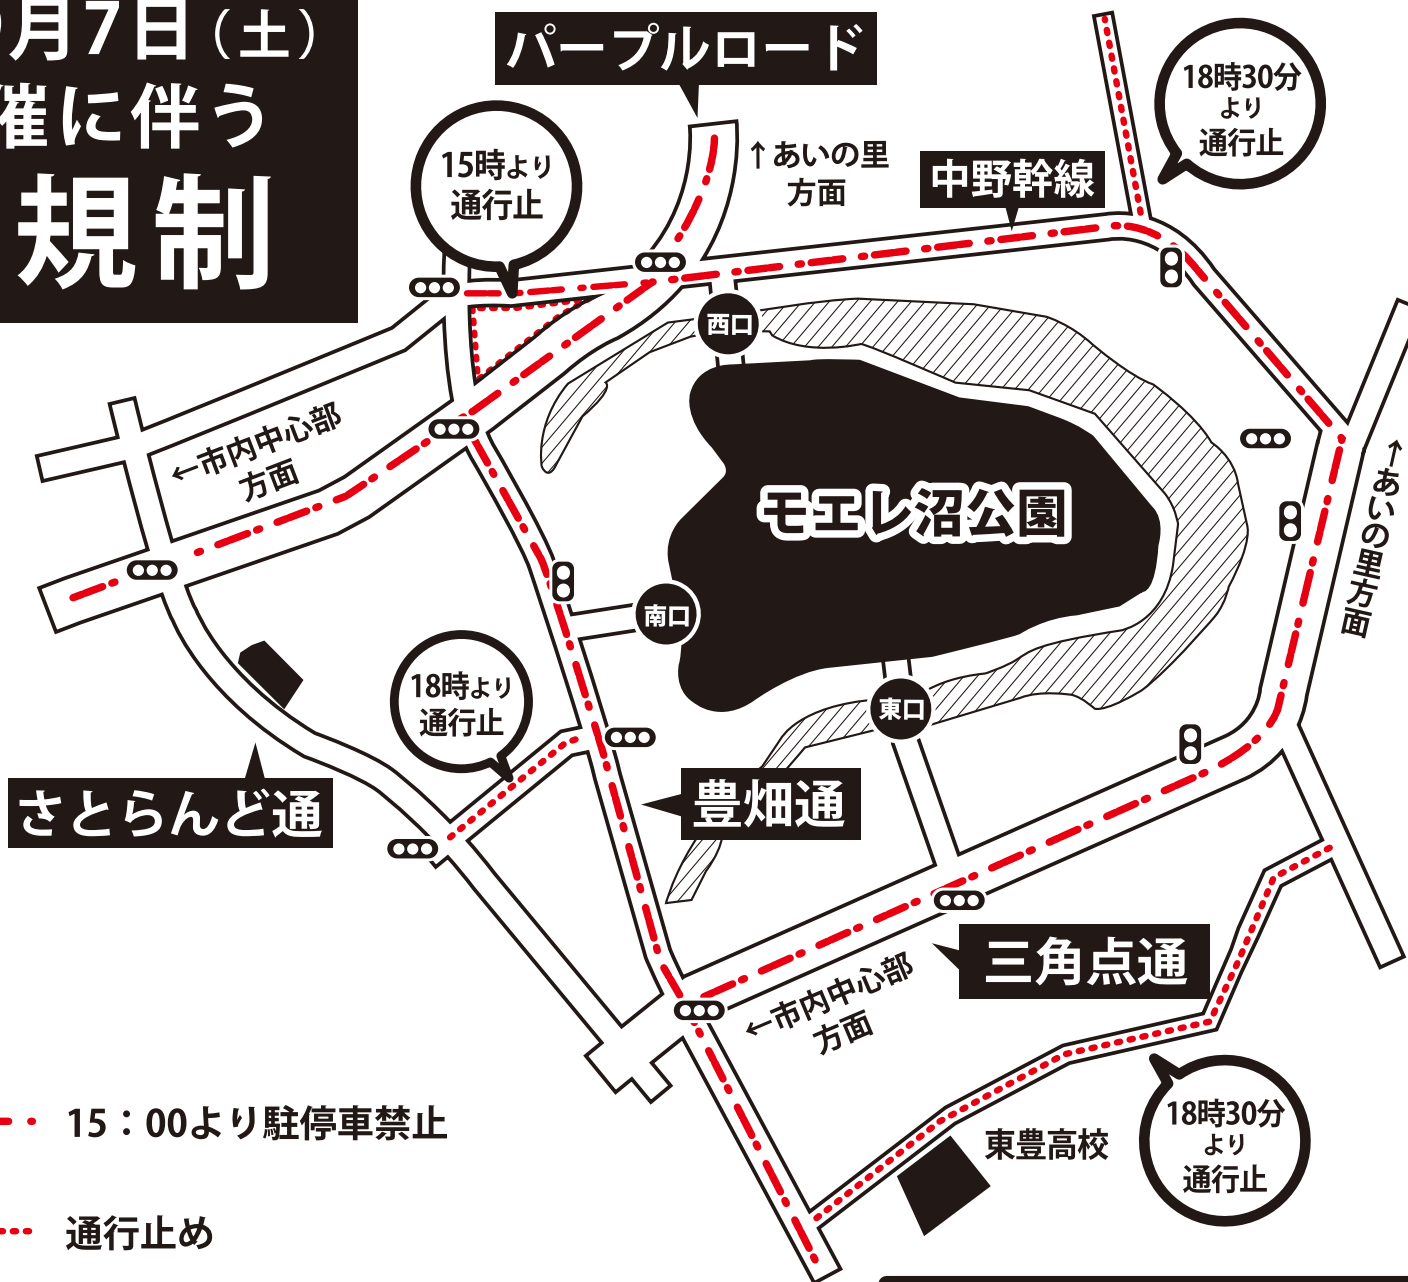 月7日（土）
催に伴う
規制
パープルロード
15時より
通行止
↑あいの里
方面
中野幹線
18時30分
より
通行止
西口
←市内中心部
方面
モエレ沼公園
↑あいの里方面
南口
18時より
通行止
東口
さとらんど通
豊畑通
三角点通
←市内中心部
方面
15：00より駐停車禁止
東豊高校
18時30分
より
通行止
通行止め